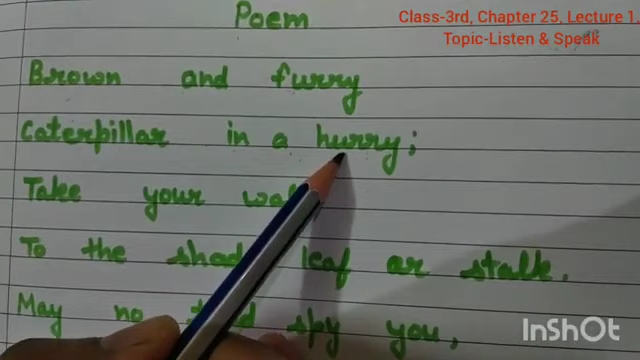 Class-3rd, Chapter 25, Lecture 1,
Topic-Listen & Speak
Poem
Brown and furry
Caterpillar in a hurry;
Take your
To the leaf or stalk.
May no spy you,
InShOt